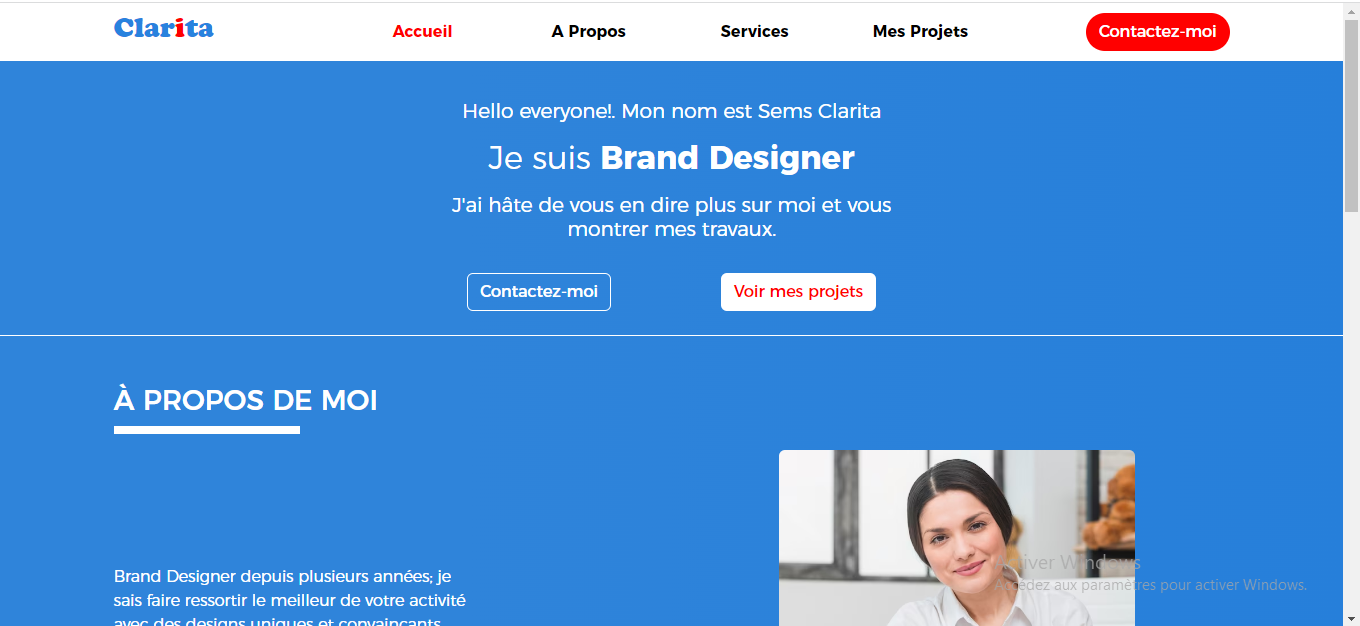 Clarita
Accueil
A Propos
Services
Mes Projets
Contactez-moi
Hello everyone!. Mon nom est Sems Clarita
Je suis Brand Designer
J'ai hâte de vous en dire plus sur moi et vous
montrer mes travaux.
Contactez-moi
Voir mes projets
À PROPOS DE MOI
Brand Designer depuis plusieurs années; je
sais faire ressortir le meilleur de votre activité
avec des designs uniques et convaincants
Activer Windows
Accédez aux paramètres pour activer Windows.